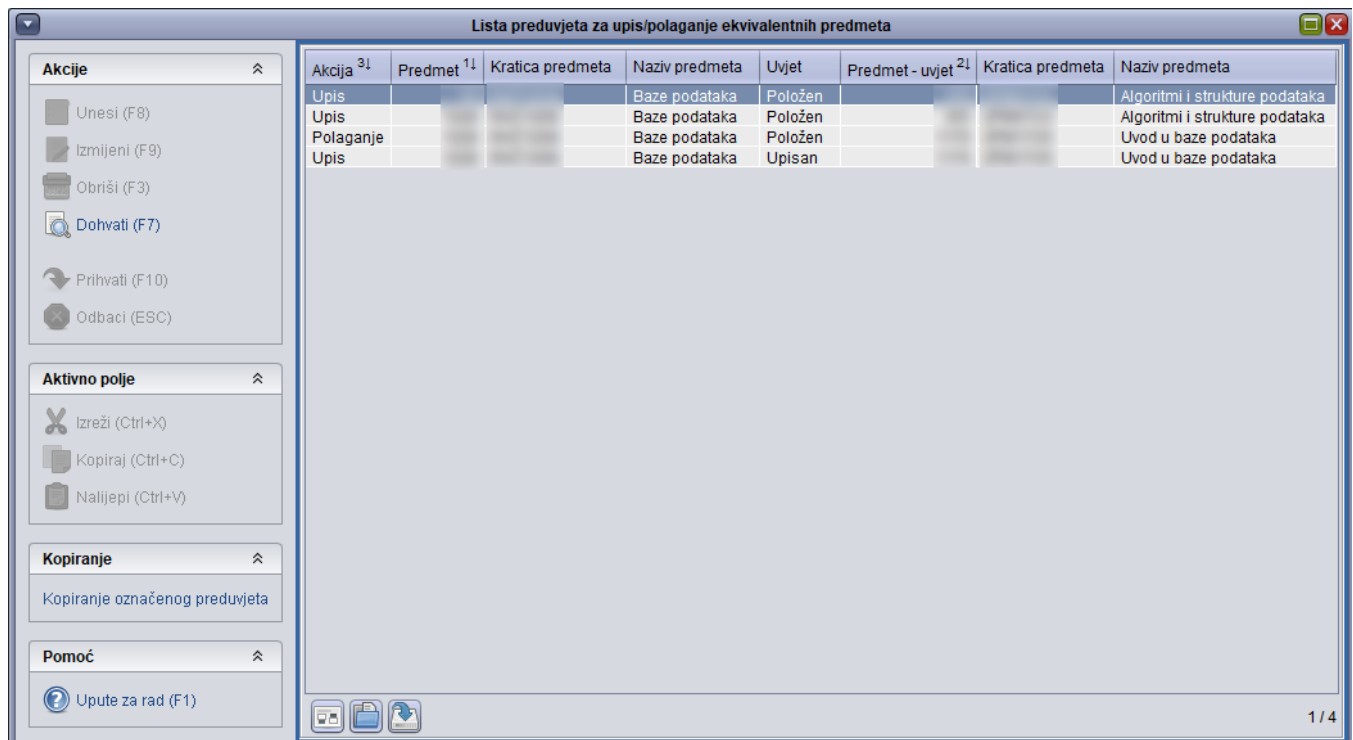 Lista preduvjeta za upis/polaganje ekvivalentnih predmeta
Akcije
Unesi (F8)
Izmijeni (F9)
Obriši (F3)
Dohvati (F7)
Prihvati (F10)
Odbaci (ESC)
Aktivno polje
Izreži (Ctrl+X)
Kopiraj (Ctrl+C)
Nalijepi (Ctrl+V)
Kopiranje
Kopiranje označenog preduvjeta
Pomoć
Upute za rad (F1)
Akcija 3↓ Predmet 1↓ Kratica predmeta Naziv predmeta Uvjet Predmet - uvjet 2↓ Kratica predmeta Naziv predmeta
Upis Baze podataka Položen Algoritmi i strukture podataka
Upis Baze podataka Položen Algoritmi i strukture podataka
Polaganje Baze podataka Položen Uvod u baze podataka
Upis Baze podataka Upisan Uvod u baze podataka
1 / 4